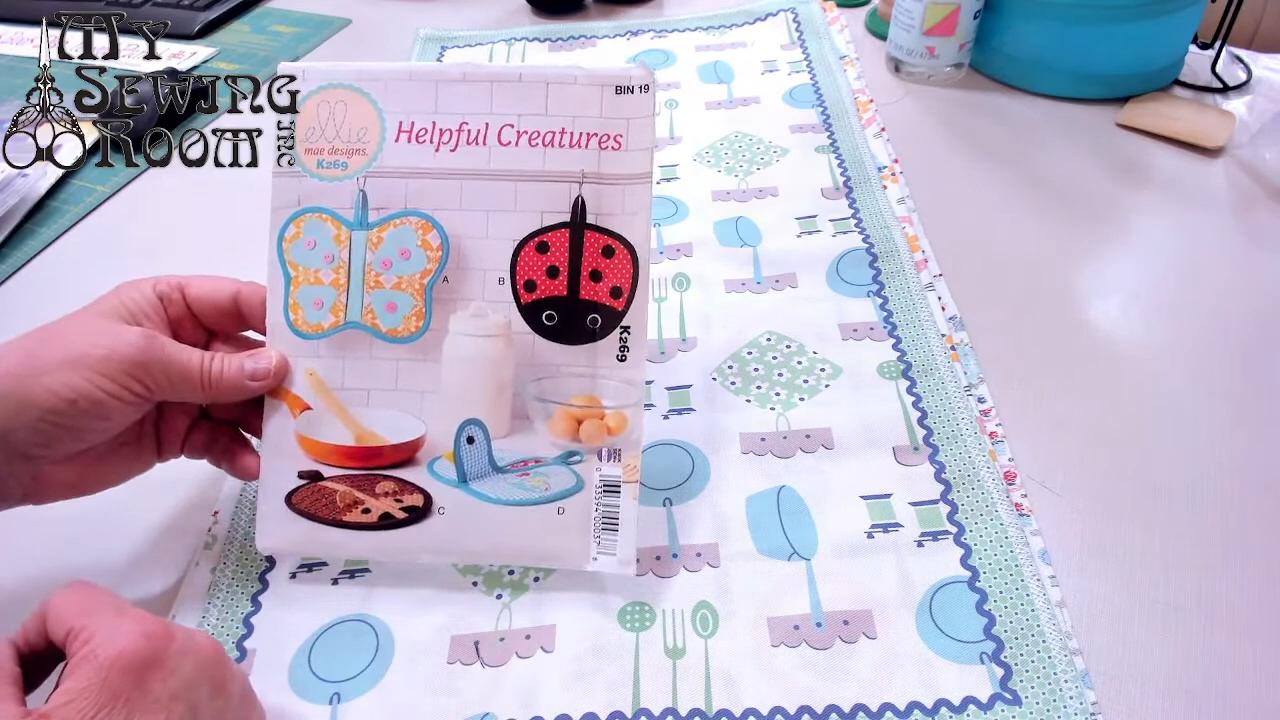 My
Sewing
Room Inc
ellie
mae designs.
K269
BIN 19
Helpful Creatures
A
B
K269
C
D